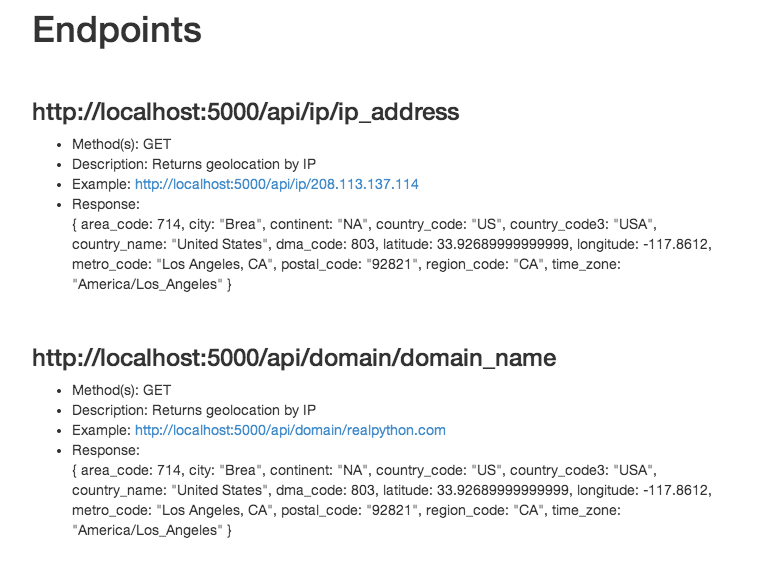 Endpoints
http://localhost:5000/api/ip/ip_address
• Method(s): GET
• Description: Returns geolocation by IP
• Example: http://localhost:5000/api/ip/208.113.137.114
• Response:
{ area_code: 714, city: "Brea", continent: "NA", country_code: "US", country_code3: "USA",
country_name: "United States", dma_code: 803, latitude: 33.92689999999999, longitude: -117.8612,
metro_code: "Los Angeles, CA", postal_code: "92821", region_code: "CA", time_zone:
"America/Los_Angeles" }
http://localhost:5000/api/domain/domain_name
• Method(s): GET
• Description: Returns geolocation by IP
• Example: http://localhost:5000/api/domain/realpython.com
• Response:
{ area_code: 714, city: "Brea", continent: "NA", country_code: "US", country_code3: "USA",
country_name: "United States", dma_code: 803, latitude: 33.92689999999999, longitude: -117.8612,
metro_code: "Los Angeles, CA", postal_code: "92821", region_code: "CA", time_zone:
"America/Los_Angeles" }